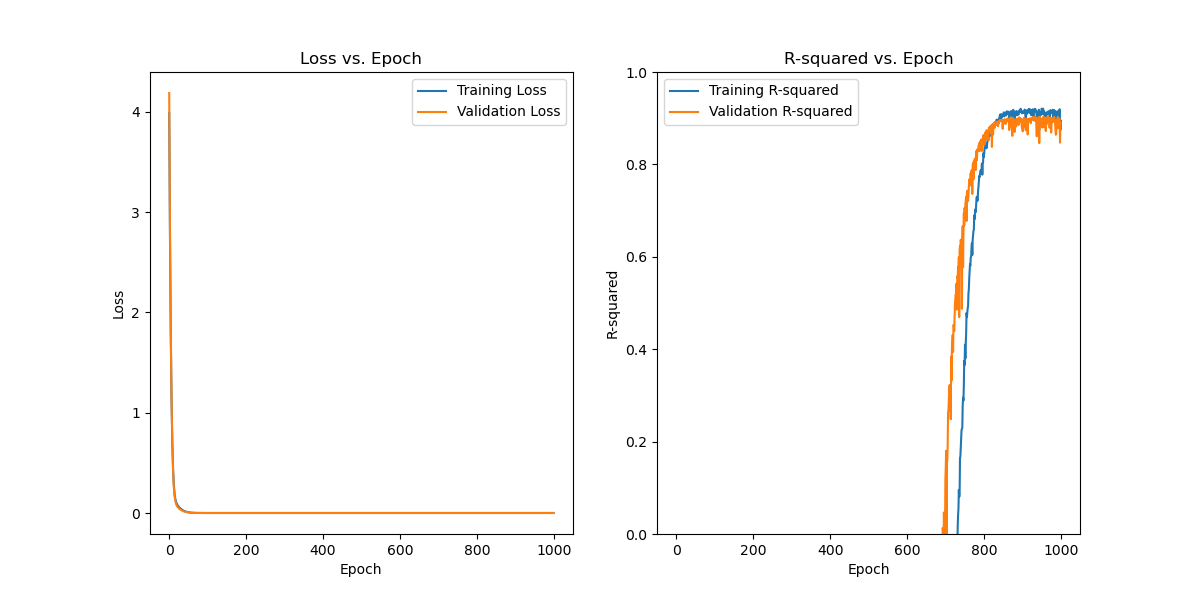 Loss vs. Epoch
Training Loss
Validation Loss
4
3
2
1
0
Loss
0 200 400 600 800 1000
Epoch
R-squared vs. Epoch
Training R-squared
Validation R-squared
1.0
0.8
0.6
0.4
0.2
0.0
R-squared
0 200 400 600 800 1000
Epoch